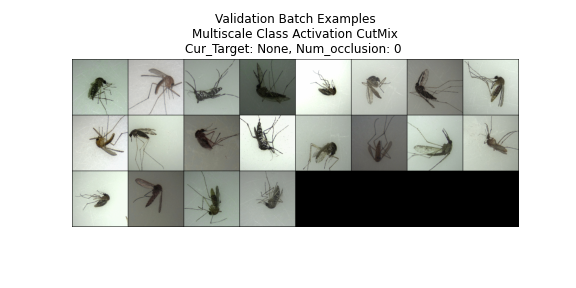 Validation Batch Examples
Multiscale Class Activation CutMix
Cur_Target: None, Num_occlusion: 0